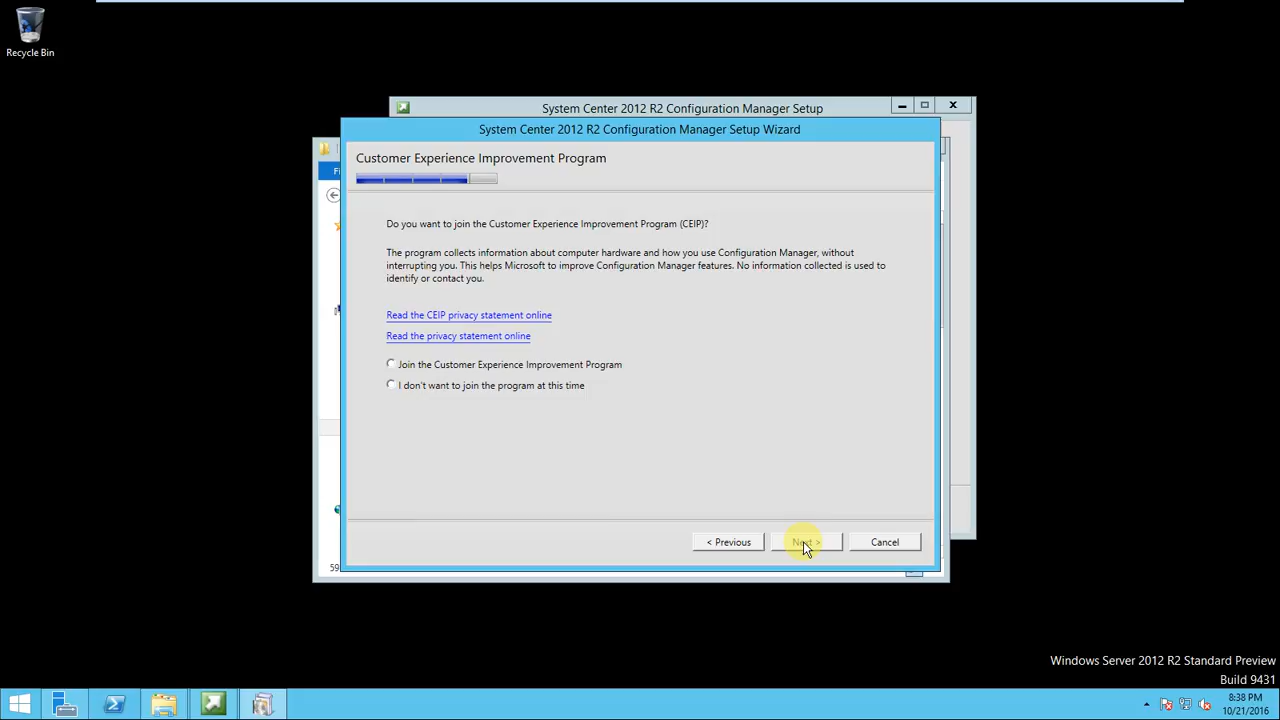 Recycle Bin
System Center 2012 R2 Configuration Manager Setup
System Center 2012 R2 Configuration Manager Setup Wizard
Customer Experience Improvement Program
Do you want to join the Customer Experience Improvement Program (CEIP)?
The program collects information about computer hardware and how you use Configuration Manager, without
interrupting you. This helps Microsoft to improve Configuration Manager features. No information collected is used to
identify or contact you.
Read the CEIP privacy statement online
Read the privacy statement online
Join the Customer Experience Improvement Program
I don't want to join the program at this time
< Previous
Next >
Cancel
59
Windows Server 2012 R2 Standard Preview
Build 9431
8:38 PM
10/21/2016